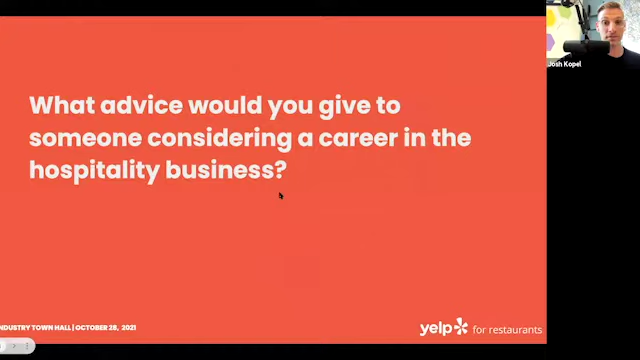 What advice would you give to
someone considering a career in the
hospitality business?
Josh Kopel
NDUSTRY TOWN HALL | OCTOBER 28, 2021
yelp for restaurants